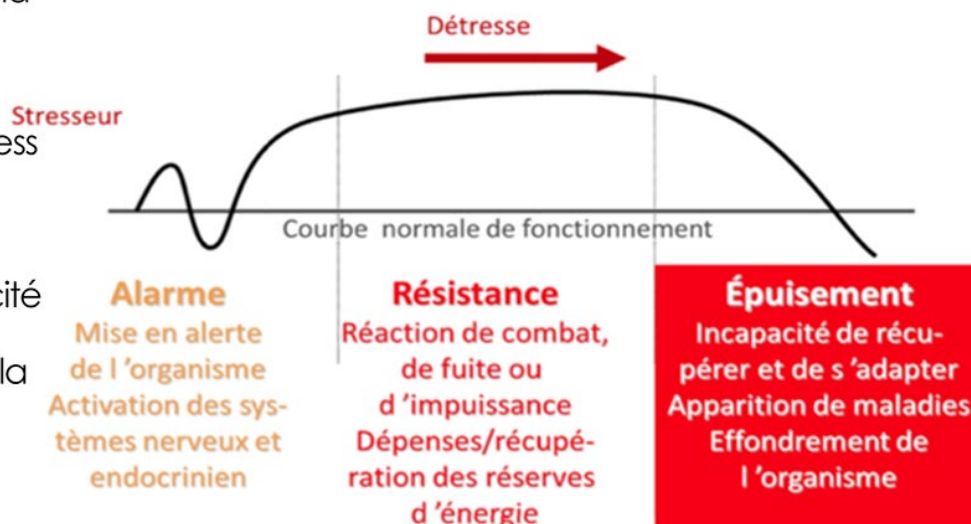 Détresse
Stresseur
Courbe normale de fonctionnement
cité
la
Alarme
Mise en alerte
de l 'organisme
Activation des sys-
tèmes nerveux et
endocrinien
Résistance
Réaction de combat,
de fuite ou
d 'impuissance
Dépenses/récupé-
ration des réserves
d 'énergie
Épuisement
Incapacité de récu-
pérer et de s 'adapter
Apparition de maladies
Effondrement de
l 'organisme